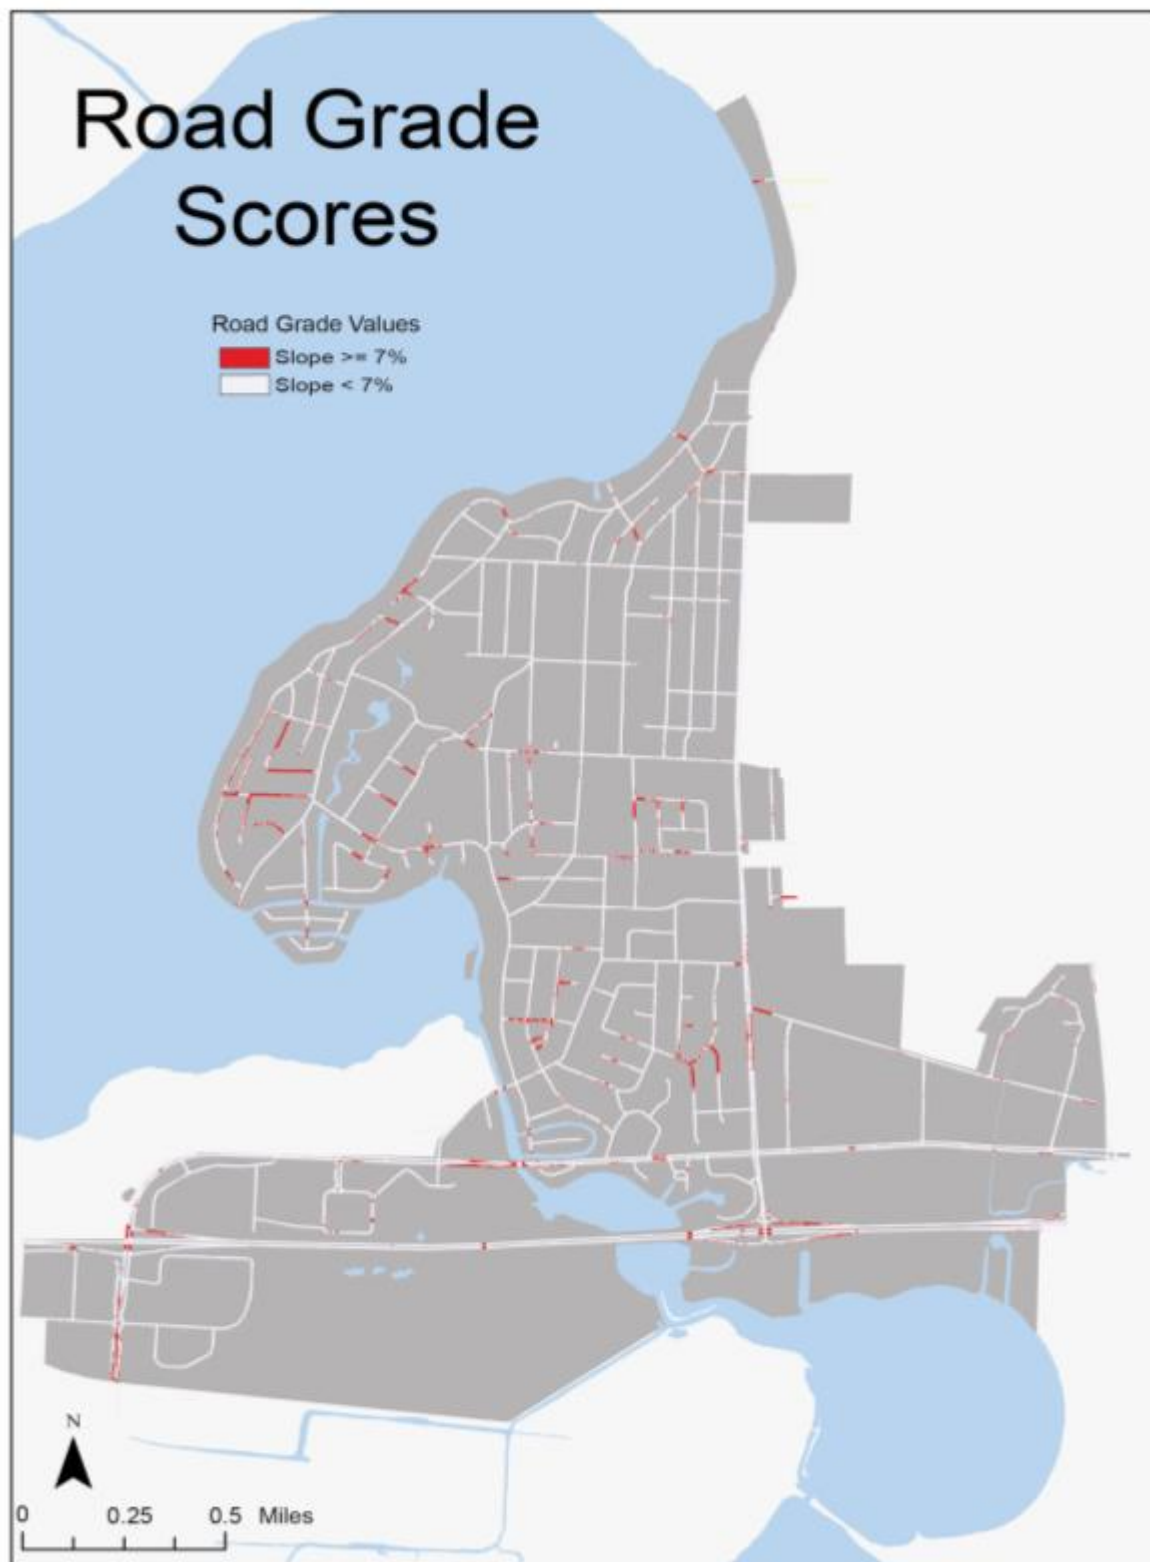 Road Grade
Scores
Road Grade Values
Slope >= 7%
Slope < 7%
N
0 0.25 0.5 Miles